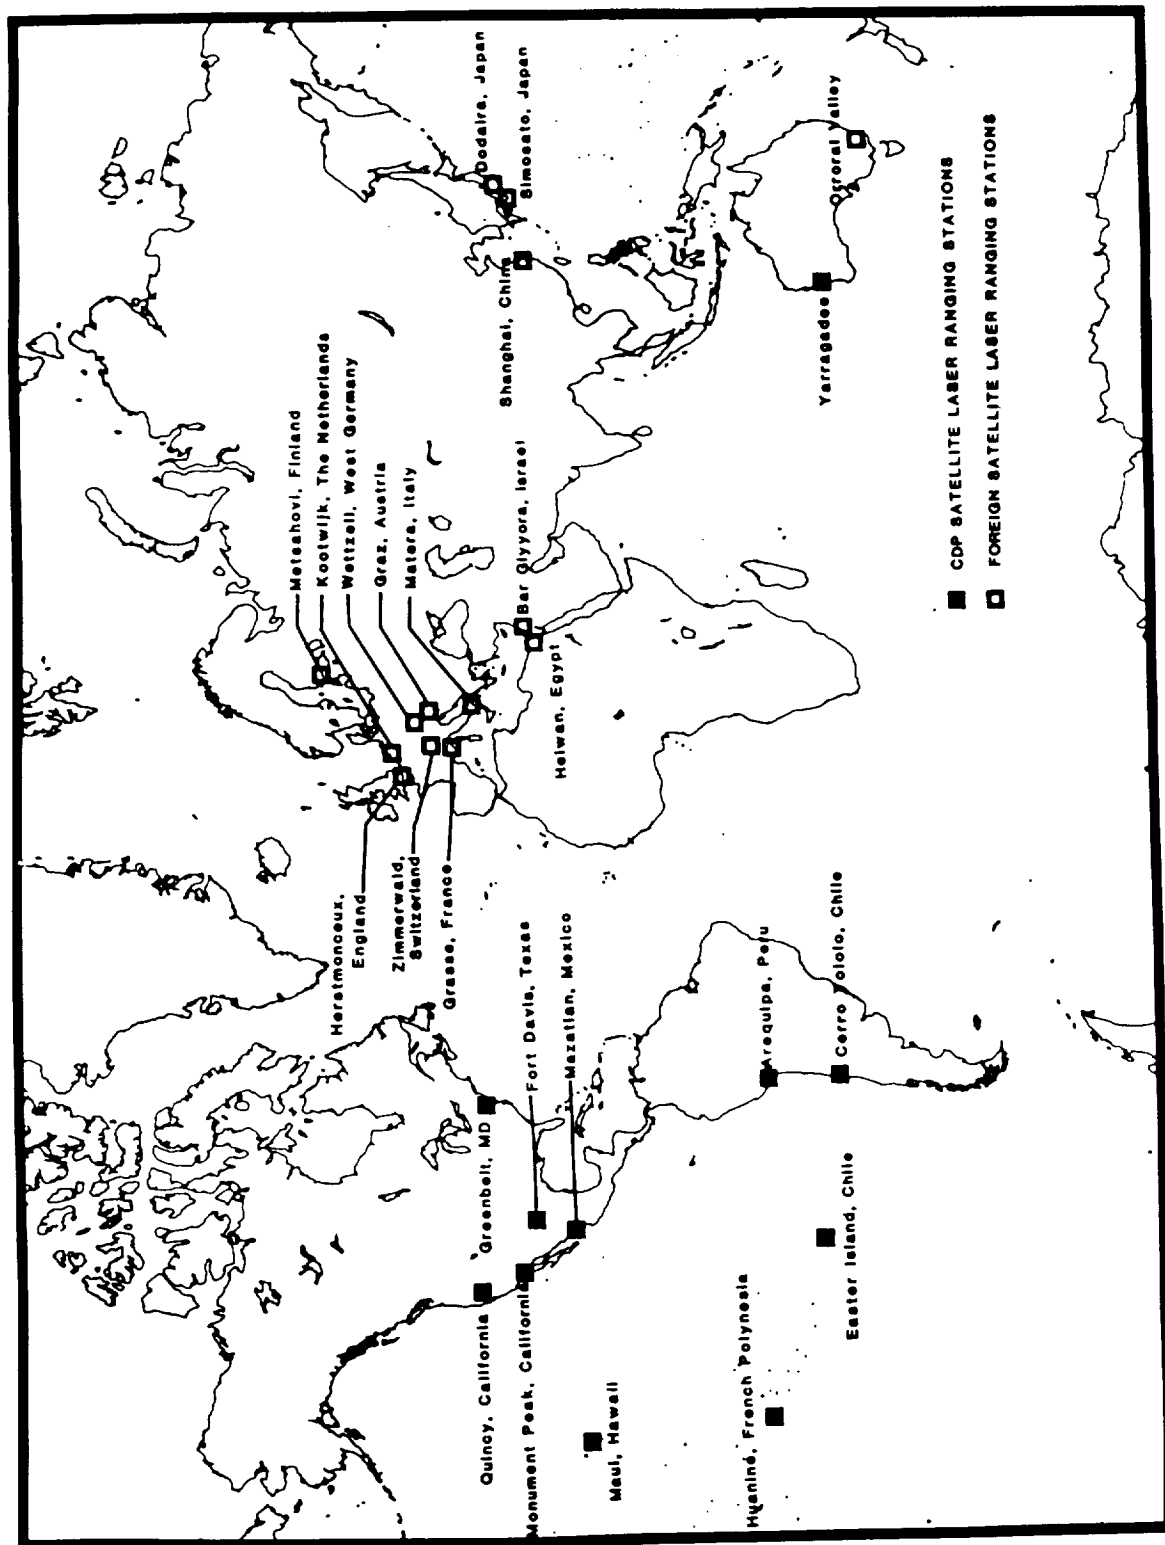 Metsahovi, Finland
Kootwijk, The Netherlands
Wettzell, West Germany
Graz, Austria
Matera, Italy
Bar Giyyora, Israel
Helwan, Egypt
Shanghai, China
Dodaira, Japan
Simosato, Japan
Orroral Valley
Yarragadee
Herstmonceux,
England
Zimmerwald,
Switzerland
Grasse, France
Fort Davis, Texas
Mazatlan, Mexico
Greenbelt, MD
Quincy, California
Monument Peak, California
Maui, Hawaii
Huahiné, French Polynesia
Easter Island, Chile
Arequipa, Peru
Cerro Tololo, Chile
CDP SATELLITE LASER RANGING STATIONS
FOREIGN SATELLITE LASER RANGING STATIONS